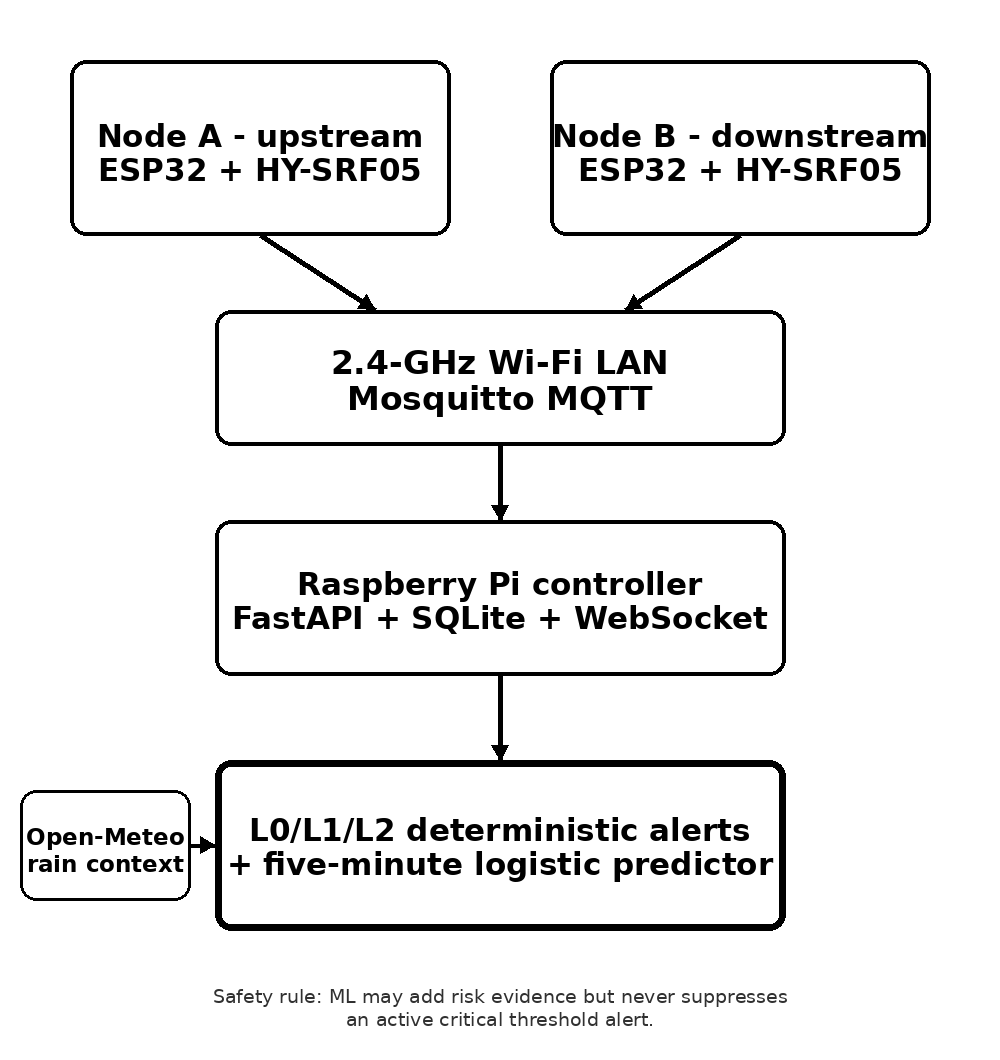 Node A - upstream
ESP32 + HY-SRF05
Node B - downstream
ESP32 + HY-SRF05
2.4-GHz Wi-Fi LAN
Mosquitto MQTT
Raspberry Pi controller
FastAPI + SQLite + WebSocket
Open-Meteo
rain context
L0/L1/L2 deterministic alerts
+ five-minute logistic predictor
Safety rule: ML may add risk evidence but never suppresses
an active critical threshold alert.